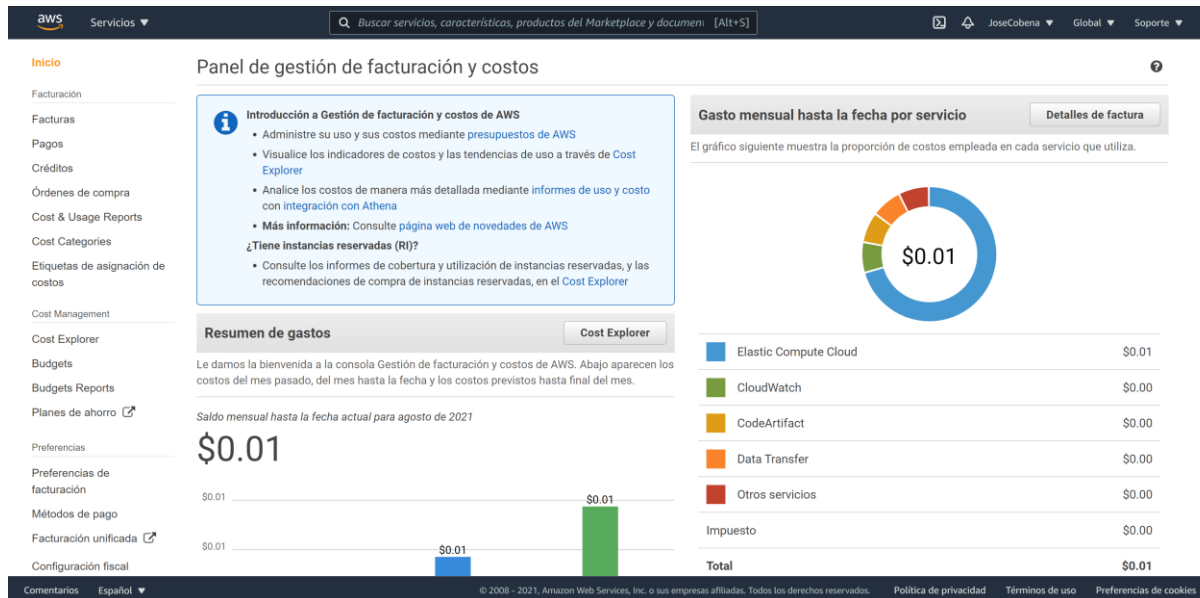 aws
Servicios
Buscar servicios, características, productos del Marketplace y documen [Alt+S]
JoseCobena
Global
Soporte
Inicio
Facturación
Facturas
Pagos
Créditos
Órdenes de compra
Cost & Usage Reports
Cost Categories
Etiquetas de asignación de
costos
Cost Management
Cost Explorer
Budgets
Budgets Reports
Planes de ahorro
Preferencias
Preferencias de
facturación
Métodos de pago
Facturación unificada
Configuración fiscal
Panel de gestión de facturación y costos
Introducción a Gestión de facturación y costos de AWS
• Administre su uso y sus costos mediante presupuestos de AWS
• Visualice los indicadores de costos y las tendencias de uso a través de Cost
Explorer
• Analice los costos de manera más detallada mediante informes de uso y costo
con integración con Athena
• Más información: Consulte página web de novedades de AWS
¿Tiene instancias reservadas (RI)?
• Consulte los informes de cobertura y utilización de instancias reservadas, y las
recomendaciones de compra de instancias reservadas, en el Cost Explorer
Resumen de gastos
Cost Explorer
Le damos la bienvenida a la consola Gestión de facturación y costos de AWS. Abajo aparecen los
costos del mes pasado, del mes hasta la fecha y los costos previstos hasta final del mes.
Saldo mensual hasta la fecha actual para agosto de 2021
$0.01
$0.01
$0.01
$0.01
$0.01
Gasto mensual hasta la fecha por servicio
Detalles de factura
El gráfico siguiente muestra la proporción de costos empleada en cada servicio que utiliza.
$0.01
Elastic Compute Cloud $0.01
CloudWatch $0.00
CodeArtifact $0.00
Data Transfer $0.00
Otros servicios $0.00
Impuesto $0.00
Total $0.01
Comentarios
Español
© 2008 - 2021, Amazon Web Services, Inc. o sus empresas afiliadas. Todos los derechos reservados.
Política de privacidad
Términos de uso
Preferencias de cookies